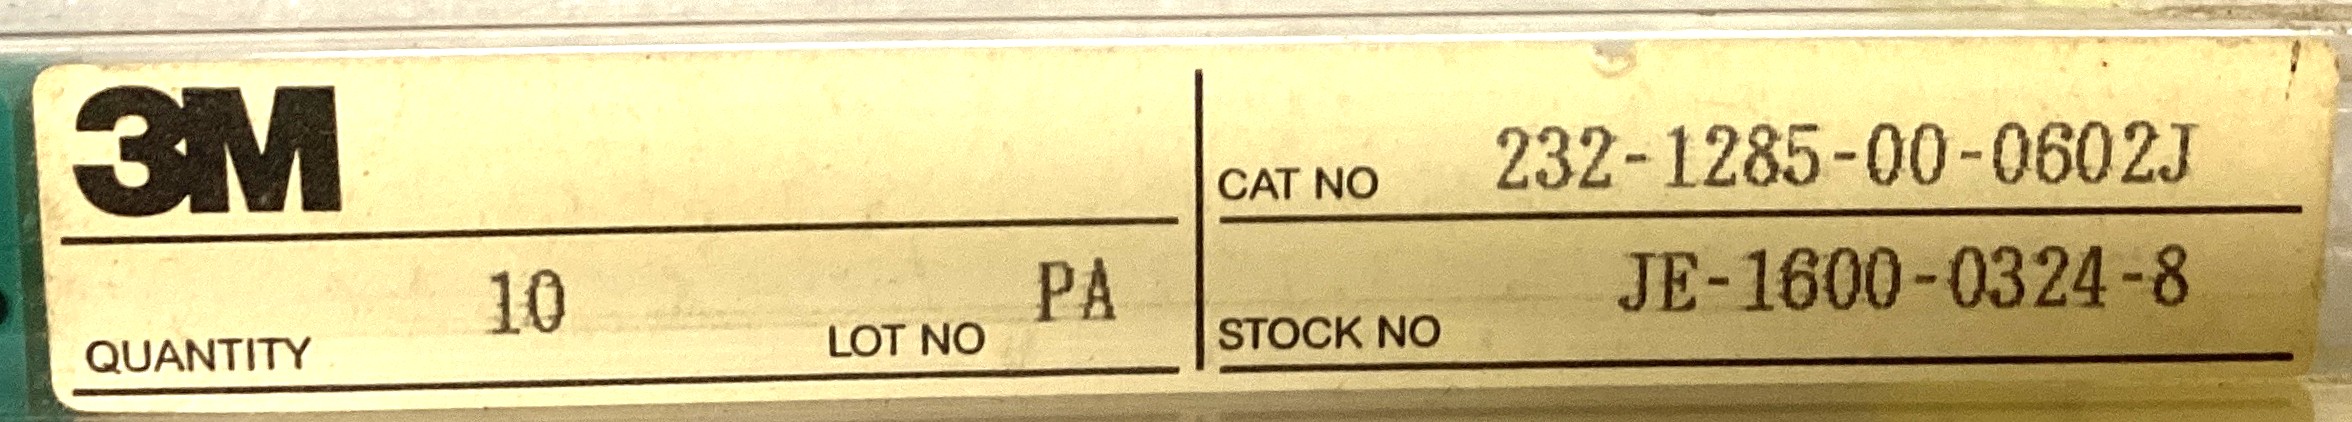 3M
QUANTITY 10 LOT NO PA
CAT NO 232-1285-00-0602J
STOCK NO JE-1600-0324-8